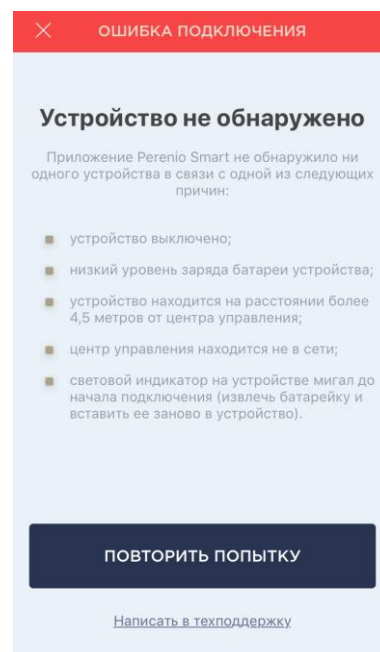 ОШИБКА ПОДКЛЮЧЕНИЯ
Устройство не обнаружено
Приложение Perenio Smart не обнаружило ни
одного устройства в связи с одной из следующих
причин:
устройство выключено;
низкий уровень заряда батареи устройства;
устройство находится на расстоянии более
4,5 метров от центра управления;
центр управления находится не в сети;
световой индикатор на устройстве мигал до
начала подключения (извлечь батарейку и
вставить ее заново в устройство).
ПОВТОРИТЬ ПОПЫТКУ
Написать в техподдержку